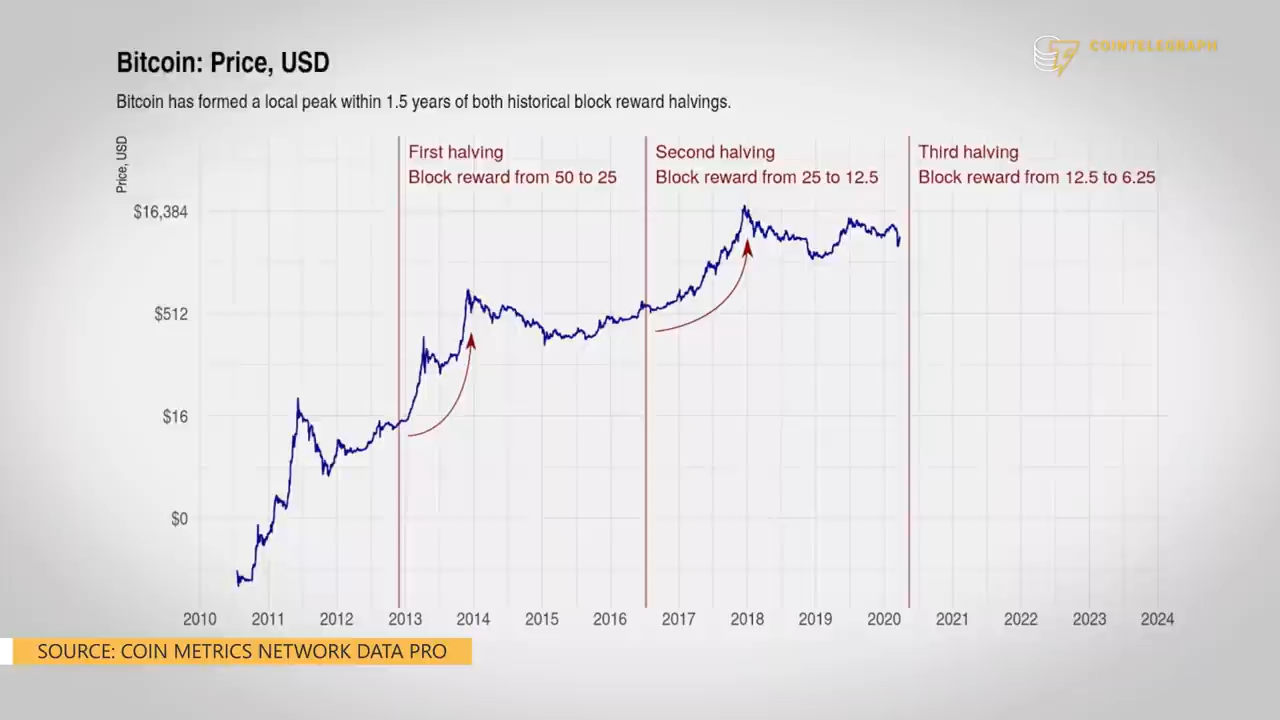 Bitcoin: Price, USD
COINTELEGRAPH
Bitcoin has formed a local peak within 1.5 years of both historical block reward halvings.
Price, USD
First halving
Block reward from 50 to 25
Second halving
Block reward from 25 to 12.5
Third halving
Block reward from 12.5 to 6.25
$16,384
$512
$16
$0
2010 2011 2012 2013 2014 2015 2016 2017 2018 2019 2020 2021 2022 2023 2024
SOURCE: COIN METRICS NETWORK DATA PRO